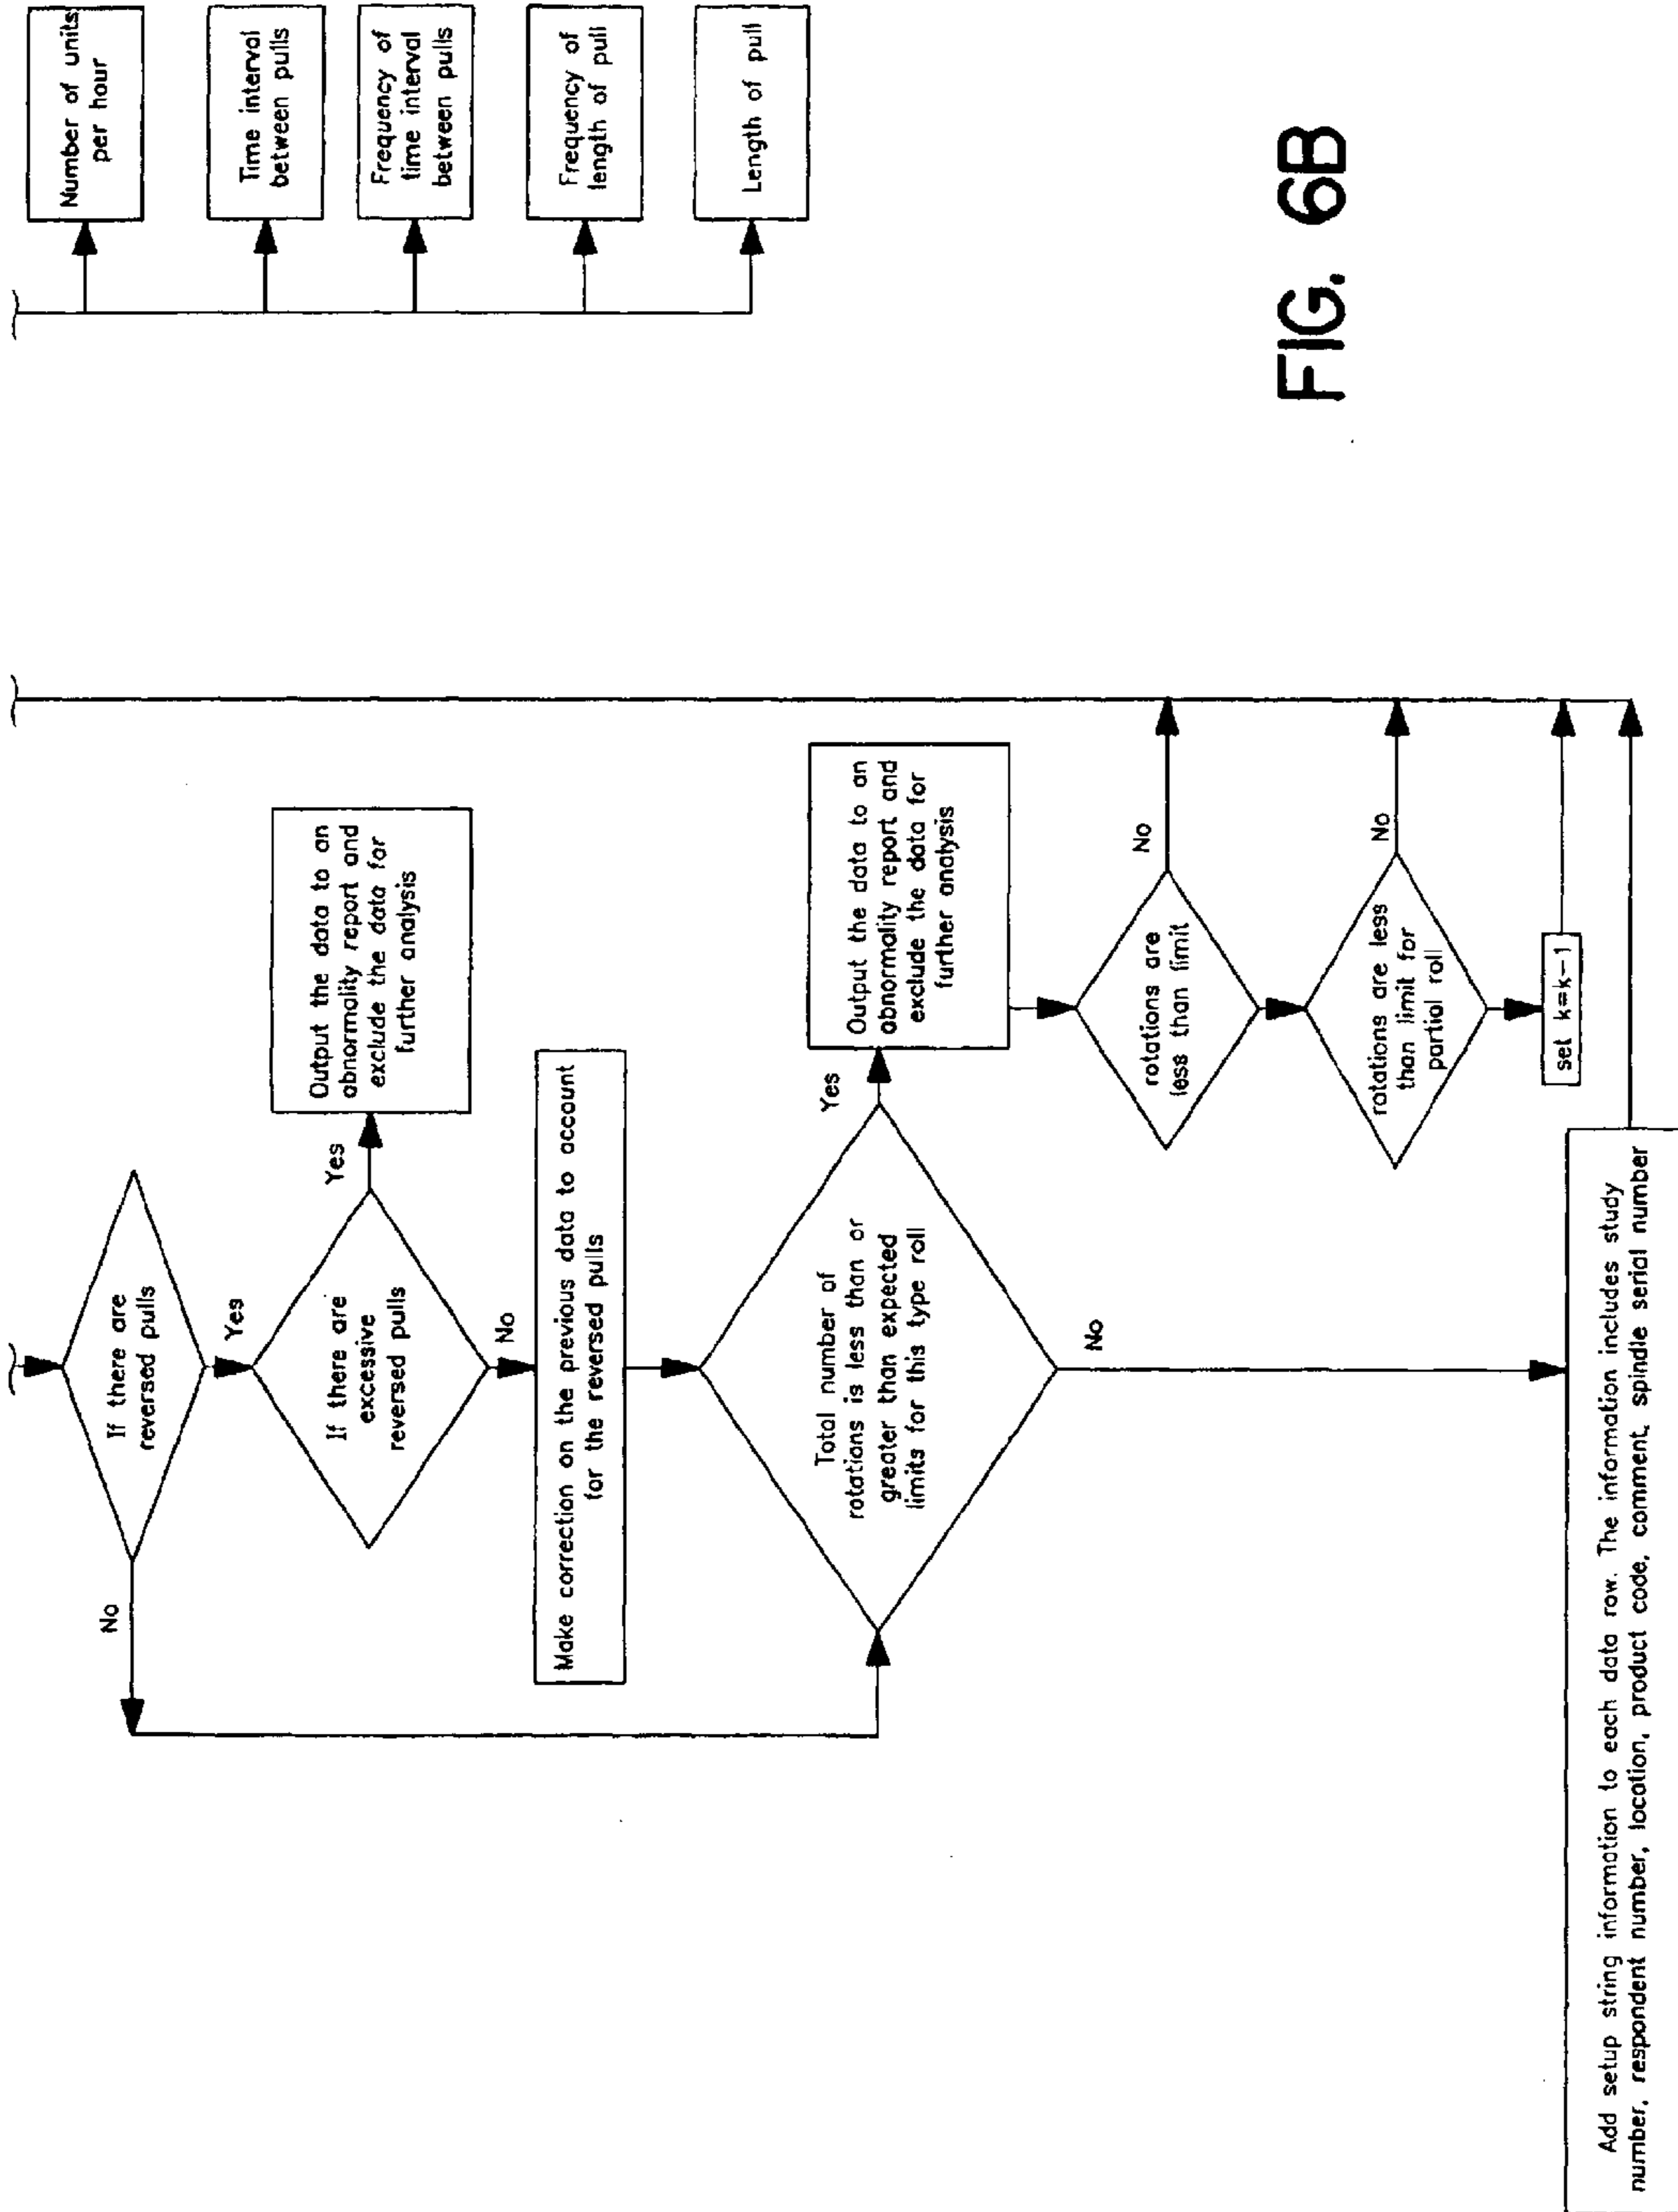 If there are
reversed pulls
No
Yes
If there are
excessive
reversed pulls
Yes
Output the data to an
abnormality report and
exclude the data for
further analysis
No
Make correction on the previous data to account
for the reversed pulls
Total number of
rotations is less than or
greater than expected
limits for this type roll
Yes
Output the data to an
abnormality report and
exclude the data for
further analysis
rotations are
less than limit
No
rotations are less
than limit for
partial roll
No
set k=k-1
No
Add setup string information to each data row. The information includes study
number, respondent number, location, product code, comment, spindle serial number
Number of units
per hour
Time interval
between pulls
Frequency of
time interval
between pulls
Frequency of
length of pull
Length of pull
FIG. 6B